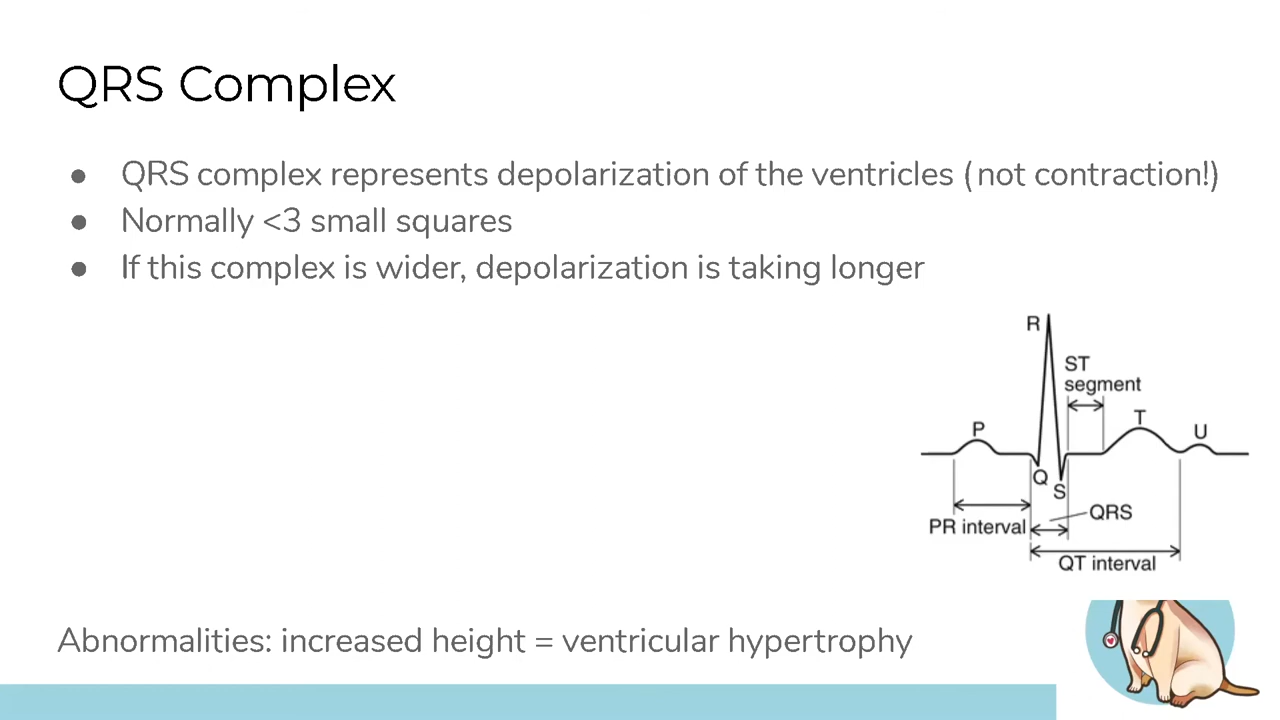 QRS Complex
● QRS complex represents depolarization of the ventricles (not contraction!)
● Normally <3 small squares
● If this complex is wider, depolarization is taking longer
R
ST
segment
P
T
U
Q
S
QRS
PR interval
QT interval
Abnormalities: increased height = ventricular hypertrophy